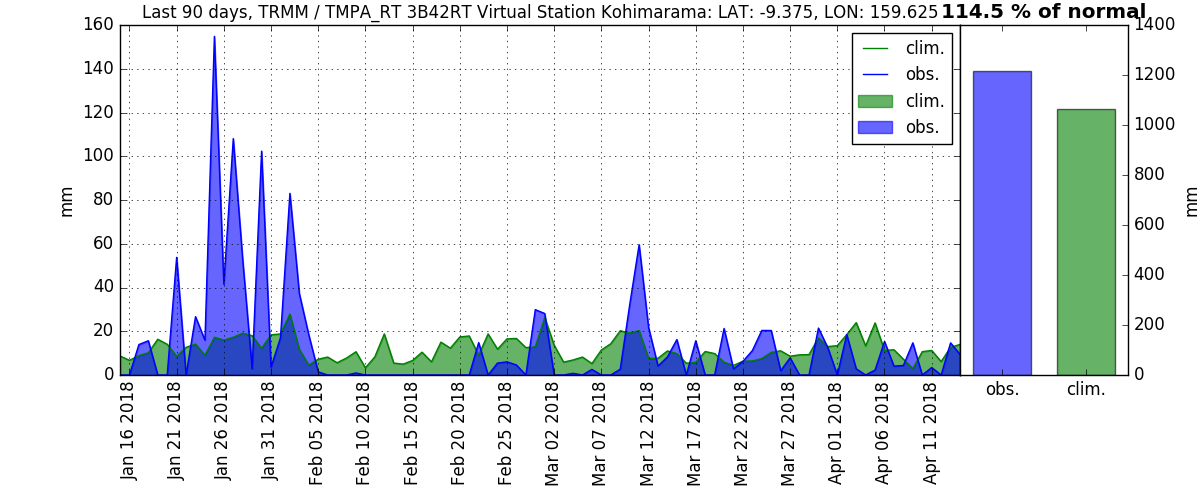 Last 90 days, TRMM / TMPA_RT 3B42RT Virtual Station Kohimarama: LAT: -9.375, LON: 159.625
114.5 % of normal
160
140
120
100
80
60
40
20
0
mm
clim.
obs.
clim.
obs.
1400
1200
1000
800
600
400
200
0
mm
Jan 16 2018
Jan 21 2018
Jan 26 2018
Jan 31 2018
Feb 05 2018
Feb 10 2018
Feb 15 2018
Feb 20 2018
Feb 25 2018
Mar 02 2018
Mar 07 2018
Mar 12 2018
Mar 17 2018
Mar 22 2018
Mar 27 2018
Apr 01 2018
Apr 06 2018
Apr 11 2018
obs.
clim.